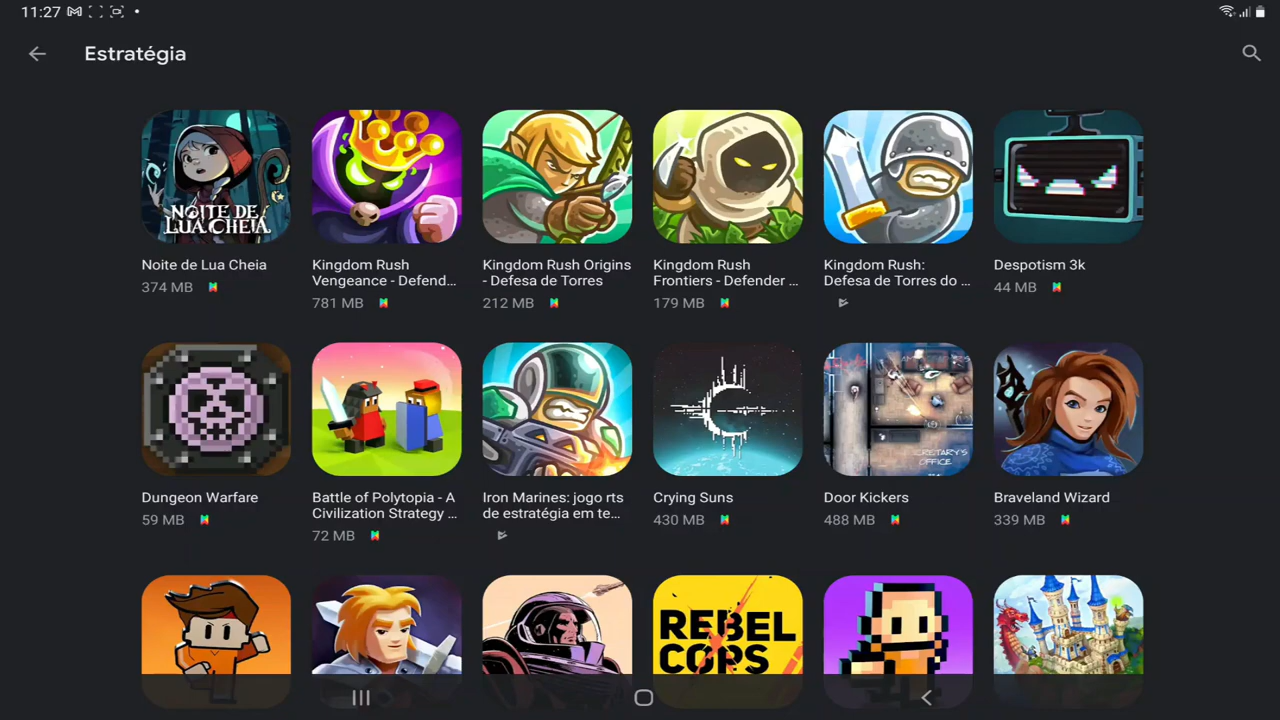 11:27
Estratégia
NOITE DE
LUA CHEIA
Noite de Lua Cheia
374 MB
Kingdom Rush
Vengeance - Defend...
781 MB
Kingdom Rush Origins
- Defesa de Torres
212 MB
Kingdom Rush
Frontiers - Defender ...
179 MB
Kingdom Rush:
Defesa de Torres do ...
Despotism 3k
44 MB
Dungeon Warfare
59 MB
Battle of Polytopia - A
Civilization Strategy ...
72 MB
Iron Marines: jogo rts
de estratégia em te...
Crying Suns
430 MB
SECRETARY'S
OFFICE
Door Kickers
488 MB
Braveland Wizard
339 MB
REBEL
COPS